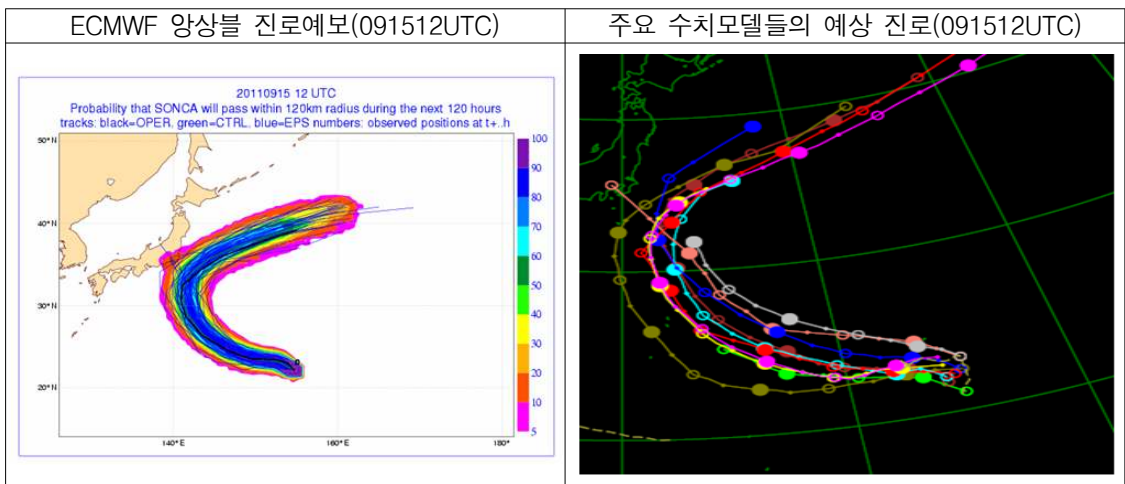 ECMWF 앙상블 진로예보(091512UTC)
주요 수치모델들의 예상 진로(091512UTC)
20110915 12 UTC
Probability that SONCA will pass within 120km radius during the next 120 hours
tracks: black=OPER, green=CTRL, blue=EPS numbers: observed positions at t+..h
50°N
40°N
30°N
20°N
140°E
160°E
180°
0
100
90
80
70
60
50
40
30
20
10
5